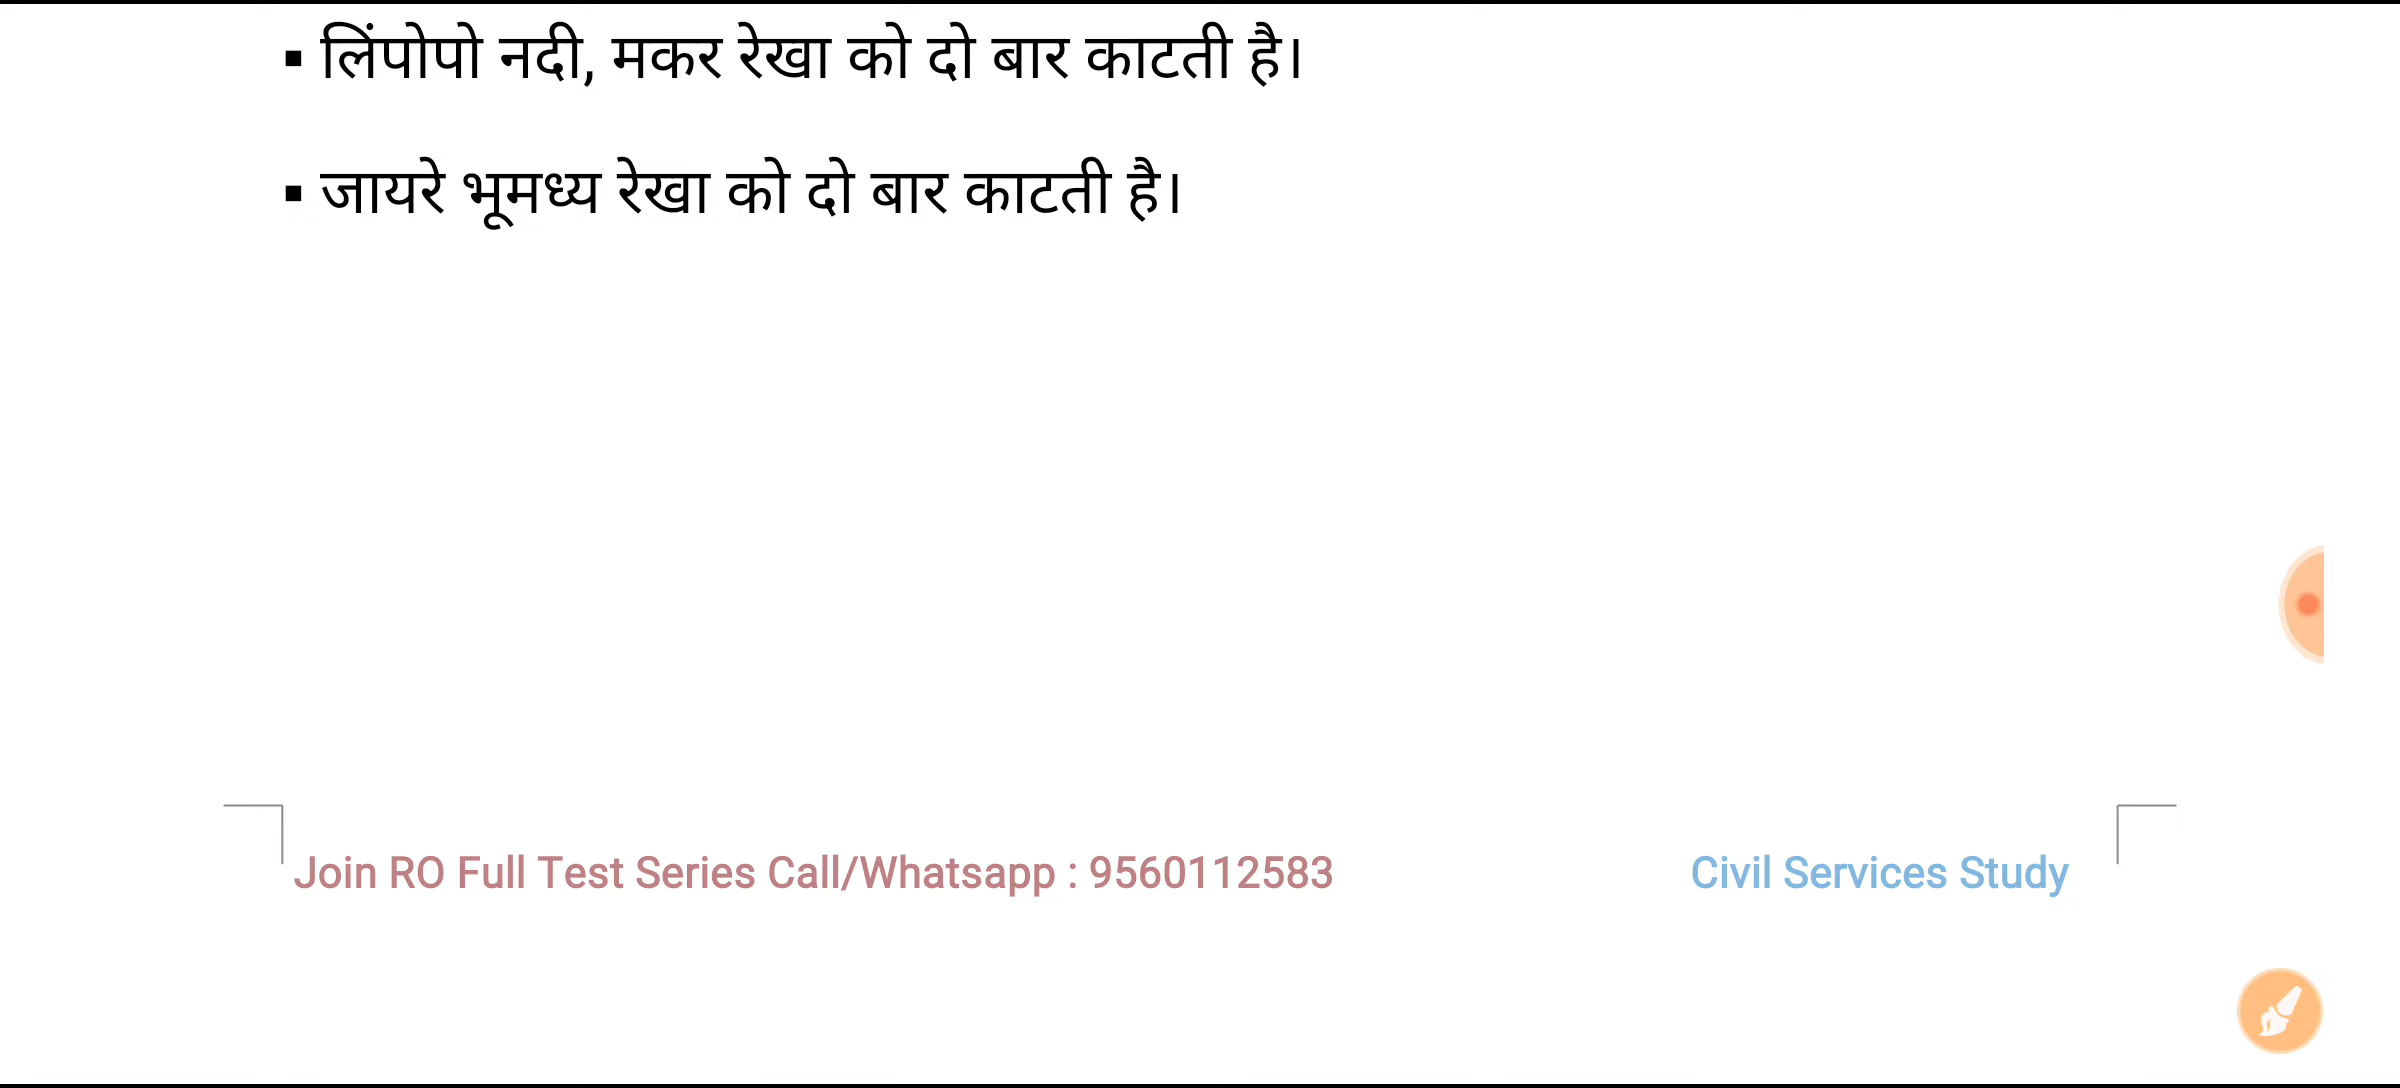 ▪ लिंपोपो नदी, मकर रेखा को दो बार काटती है।
▪ जायरे भूमध्य रेखा को दो बार काटती है।
Join RO Full Test Series Call/Whatsapp : 9560112583
Civil Services Study